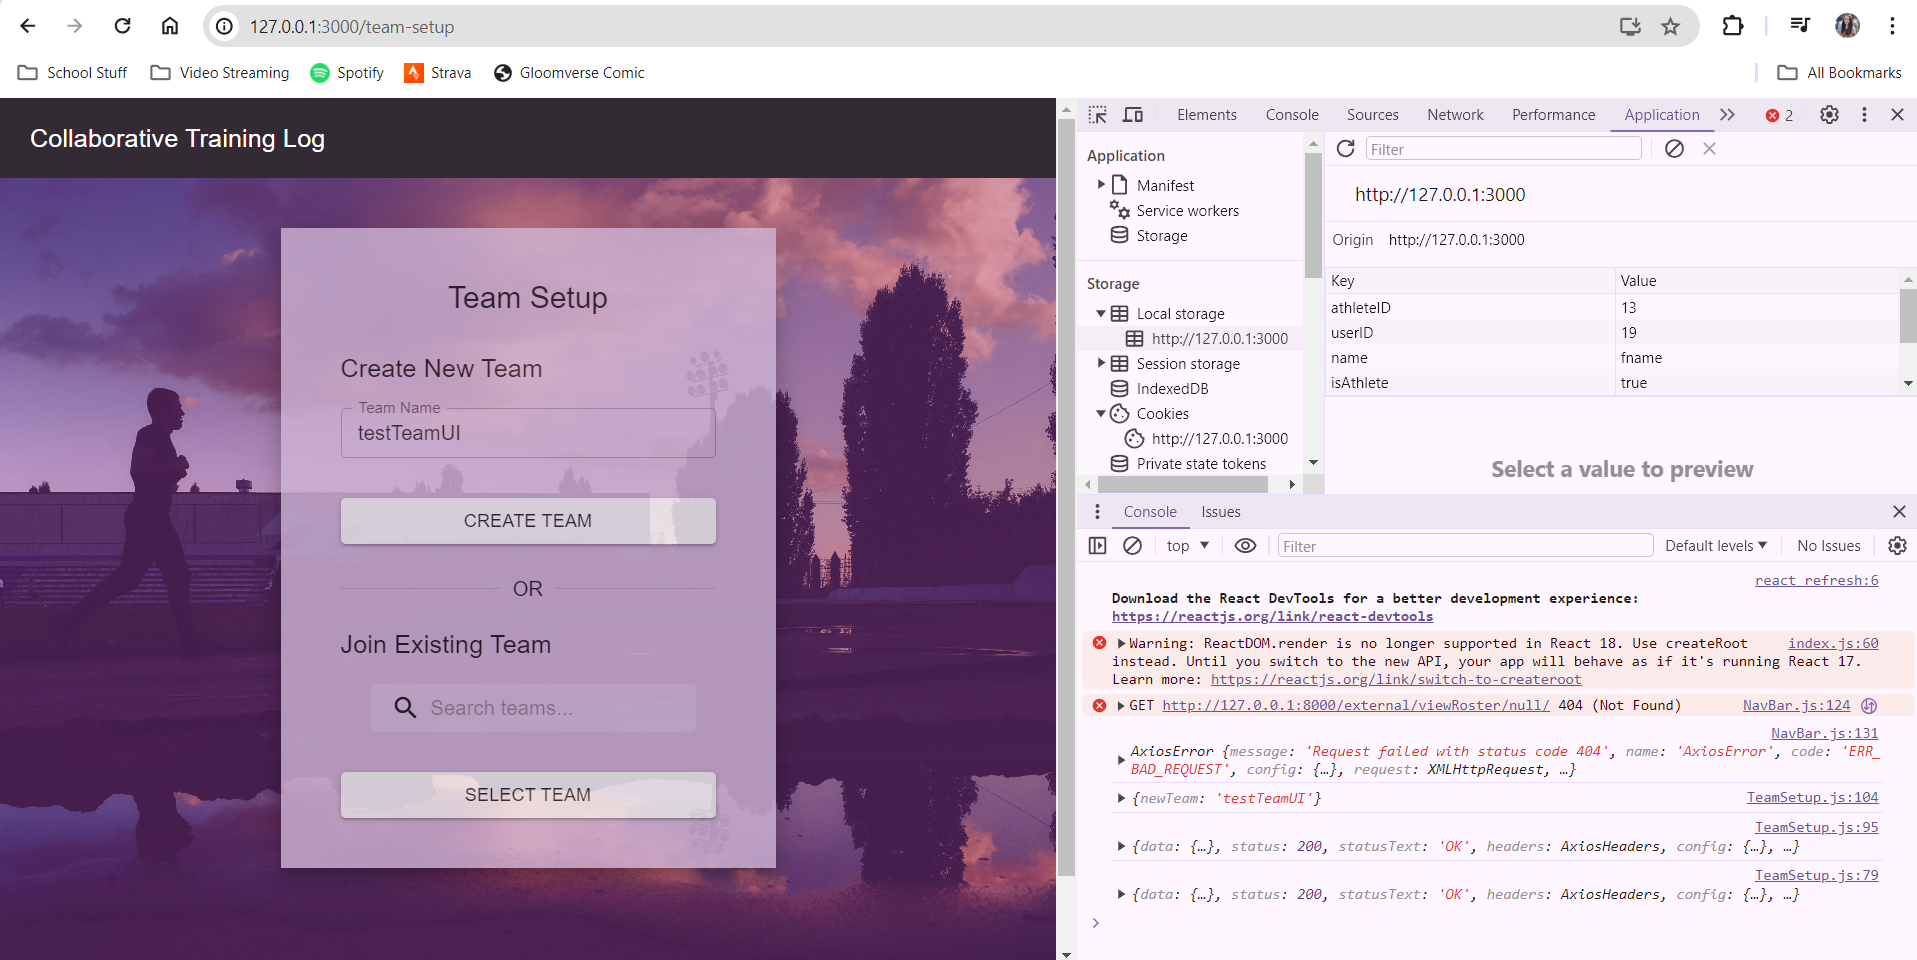 127.0.0.1:3000/team-setup
School Stuff
Video Streaming
Spotify
Strava
Gloomverse Comic
All Bookmarks
Collaborative Training Log
Team Setup
Create New Team
Team Name
testTeamUI
CREATE TEAM
OR
Join Existing Team
Search teams...
SELECT TEAM
Elements
Console
Sources
Network
Performance
Application
2
Application
Manifest
Service workers
Storage
Storage
Local storage
http://127.0.0.1:3000
Session storage
IndexedDB
Cookies
http://127.0.0.1:3000
Private state tokens
Filter
http://127.0.0.1:3000
Origin http://127.0.0.1:3000
Key Value
athleteID 13
userID 19
name fname
isAthlete true
Select a value to preview
Console
Issues
top
Filter
Default levels
No Issues
react refresh:6
Download the React DevTools for a better development experience:
https://reactjs.org/link/react-devtools
Warning: ReactDOM.render is no longer supported in React 18. Use createRoot index.js:60
instead. Until you switch to the new API, your app will behave as if it's running React 17.
Learn more: https://reactjs.org/link/switch-to-createroot
GET http://127.0.0.1:8000/external/viewRoster/null/ 404 (Not Found) NavBar.js:124
NavBar.js:131
AxiosError {message: 'Request failed with status code 404', name: 'AxiosError', code: 'ERR_
BAD_REQUEST', config: {…}, request: XMLHttpRequest, …}
{newTeam: 'testTeamUI'} TeamSetup.js:104
TeamSetup.js:95
{data: {…}, status: 200, statusText: 'OK', headers: AxiosHeaders, config: {…}, …}
TeamSetup.js:79
{data: {…}, status: 200, statusText: 'OK', headers: AxiosHeaders, config: {…}, …}